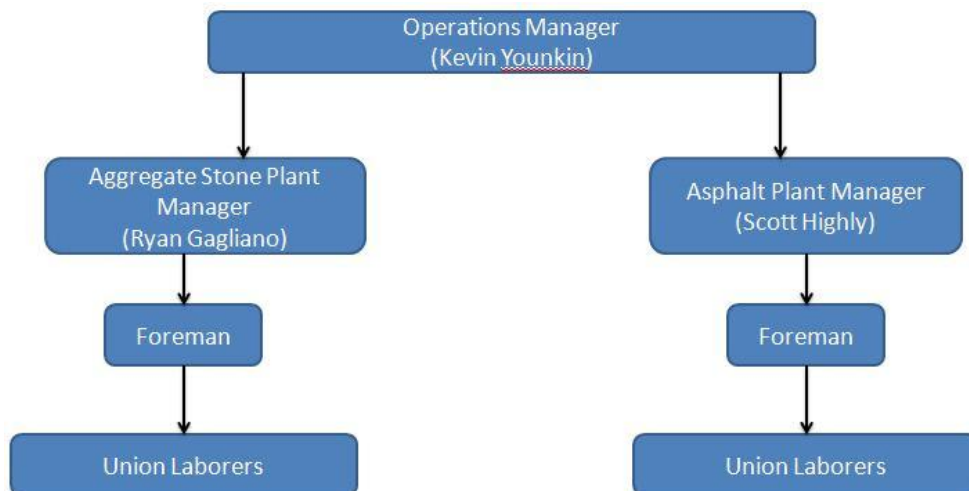 Operations Manager
(Kevin Younkin)
Aggregate Stone Plant
Manager
(Ryan Gagliano)
Asphalt Plant Manager
(Scott Highly)
Foreman
Foreman
Union Laborers
Union Laborers